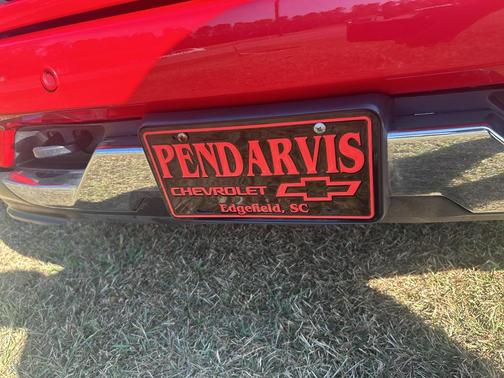 PENDARVIS
CHEVROLET
Edgefield, SC